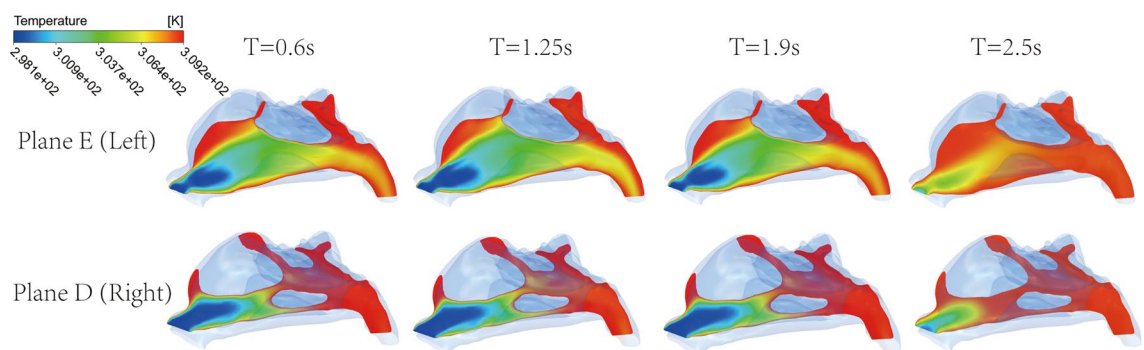 Temperature [K]
2.981e+02 3.009e+02 3.037e+02 3.064e+02 3.092e+02
T=0.6s T=1.25s T=1.9s T=2.5s
Plane E (Left)
Plane D (Right)